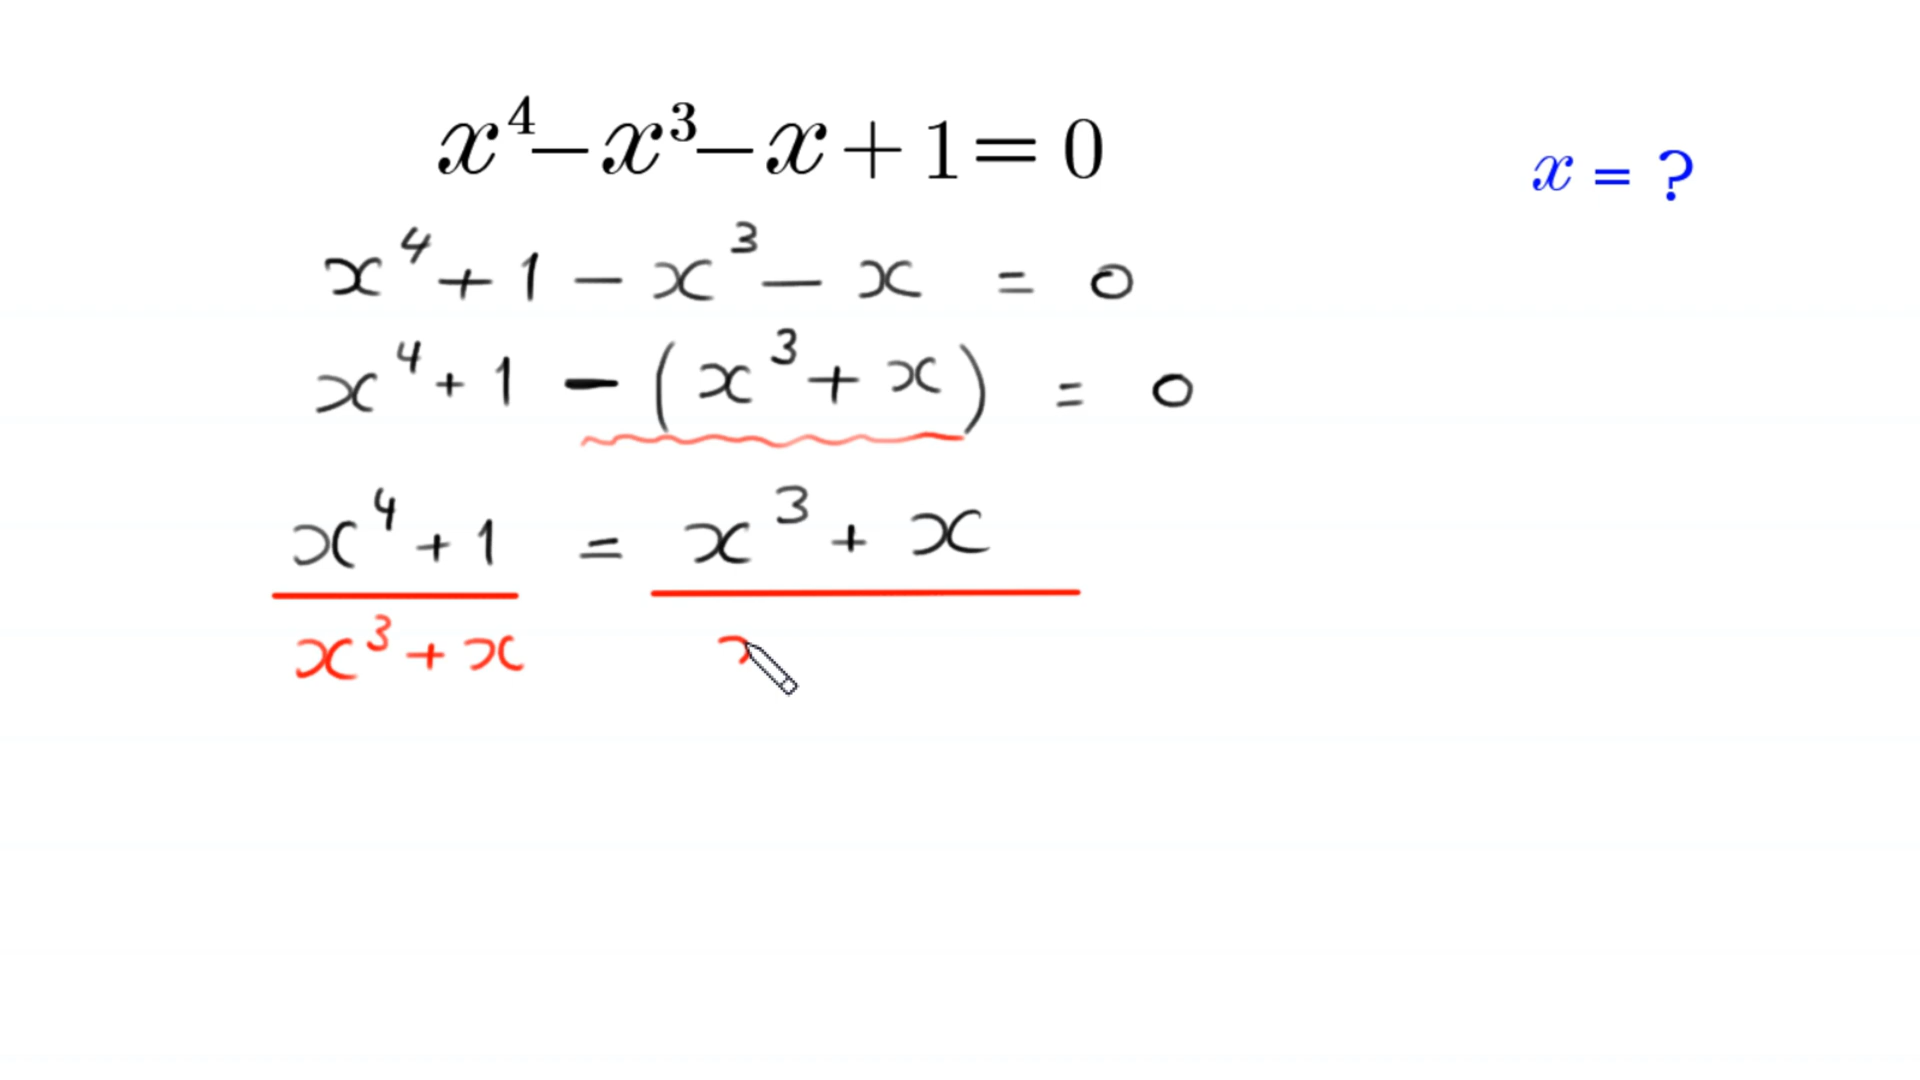 x⁴ − x³ − x + 1 = 0
x = ?
x⁴ + 1 − x³ − x = 0
x⁴ + 1 − (x³ + x) = 0
x⁴ + 1 = x³ + x
x³ + x